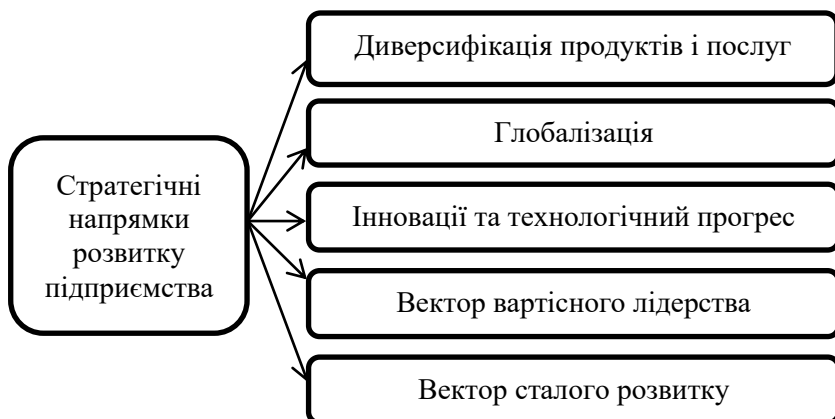 Диверсифікація продуктів і послуг
Глобалізація
Стратегічні
напрямки
розвитку
підприємства
Інновації та технологічний прогрес
Вектор вартісного лідерства
Вектор сталого розвитку